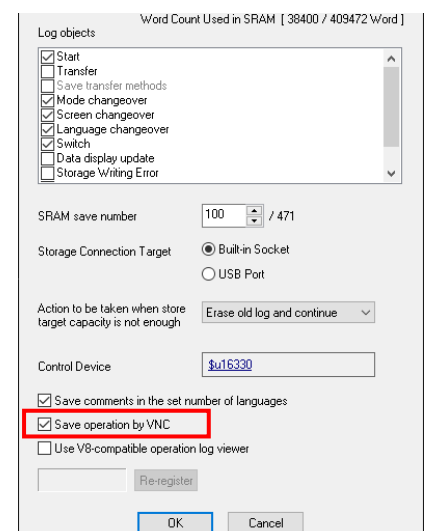 Word Count Used in SRAM [ 38400 / 409472 Word ]
Log objects
Start
Transfer
Save transfer methods
Mode changeover
Screen changeover
Language changeover
Switch
Data display update
Storage Writing Error
SRAM save number 100 / 471
Storage Connection Target Built-in Socket
USB Port
Action to be taken when store
target capacity is not enough Erase old log and continue
Control Device $u16330
Save comments in the set number of languages
Save operation by VNC
Use V8-compatible operation log viewer
Re-register
OK Cancel